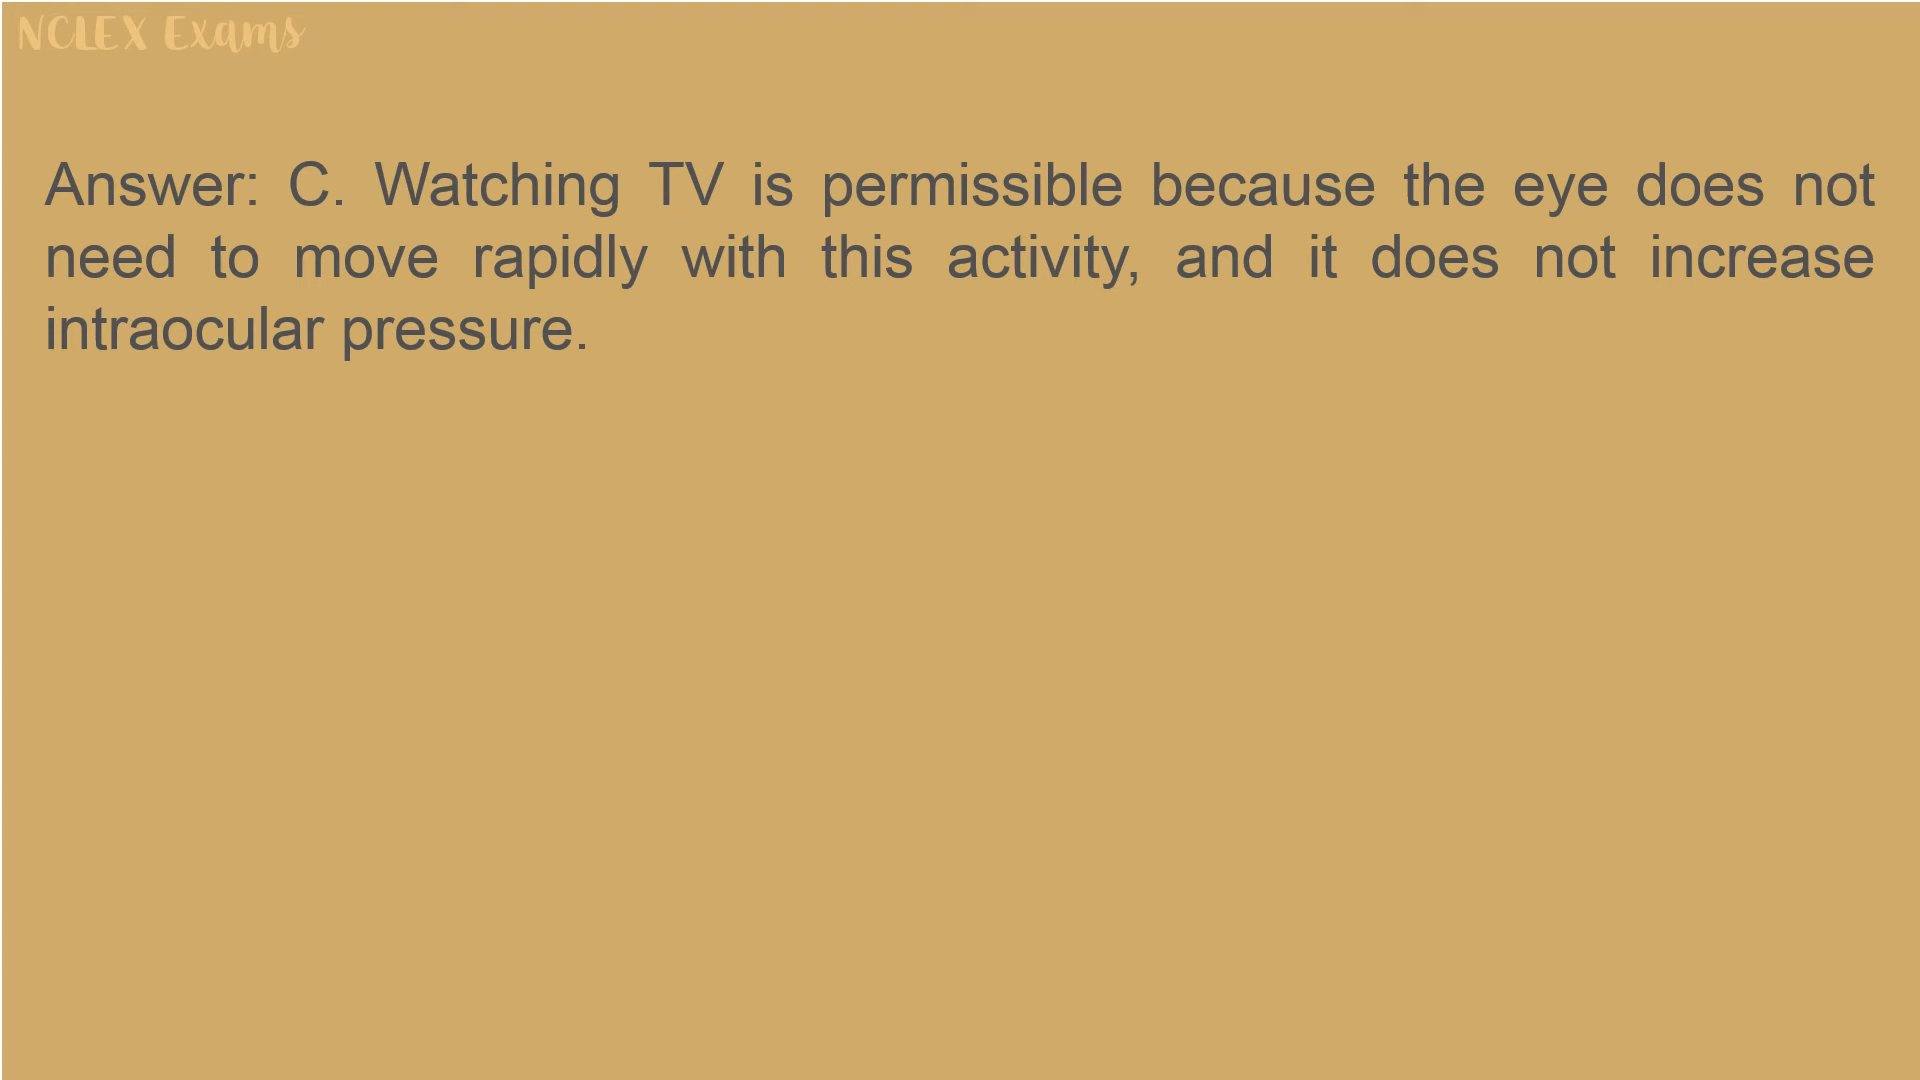 NCLEX Exams
Answer: C. Watching TV is permissible because the eye does not
need to move rapidly with this activity, and it does not increase
intraocular pressure.